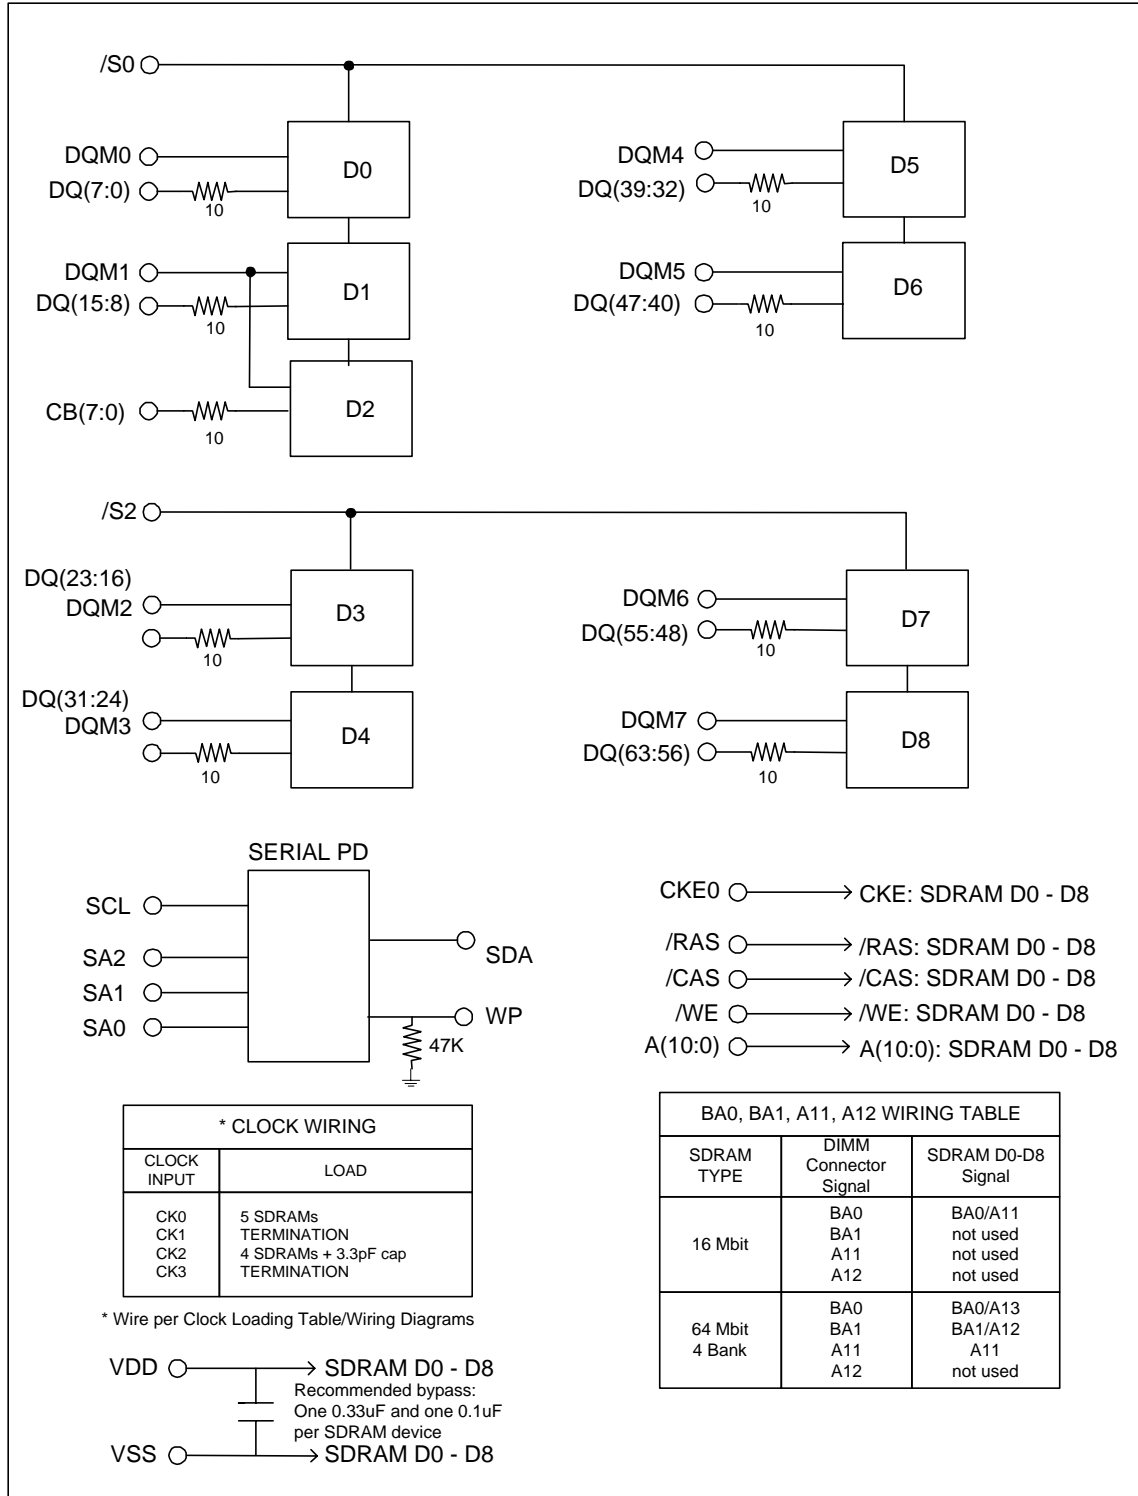 /S0
DQM0
DQ(7:0)
10
D0
DQM4
DQ(39:32)
10
D5
DQM1
DQ(15:8)
10
D1
DQM5
DQ(47:40)
10
D6
CB(7:0)
10
D2
/S2
DQ(23:16)
DQM2
10
D3
DQM6
DQ(55:48)
10
D7
DQ(31:24)
DQM3
10
D4
DQM7
DQ(63:56)
10
D8
SERIAL PD
SCL
SA2
SA1
SA0
SDA
WP
47K
CKE0 CKE: SDRAM D0 - D8
/RAS /RAS: SDRAM D0 - D8
/CAS /CAS: SDRAM D0 - D8
/WE /WE: SDRAM D0 - D8
A(10:0) A(10:0): SDRAM D0 - D8
* CLOCK WIRING
CLOCK INPUT LOAD
CK0 5 SDRAMs
CK1 TERMINATION
CK2 4 SDRAMs + 3.3pF cap
CK3 TERMINATION
* Wire per Clock Loading Table/Wiring Diagrams
BA0, BA1, A11, A12 WIRING TABLE
SDRAM TYPE
DIMM Connector Signal
SDRAM D0-D8 Signal
16 Mbit
BA0 BA0/A11
BA1 not used
A11 not used
A12 not used
64 Mbit
4 Bank
BA0 BA0/A13
BA1 BA1/A12
A11 A11
A12 not used
VDD SDRAM D0 - D8
Recommended bypass:
One 0.33uF and one 0.1uF
per SDRAM device
VSS SDRAM D0 - D8